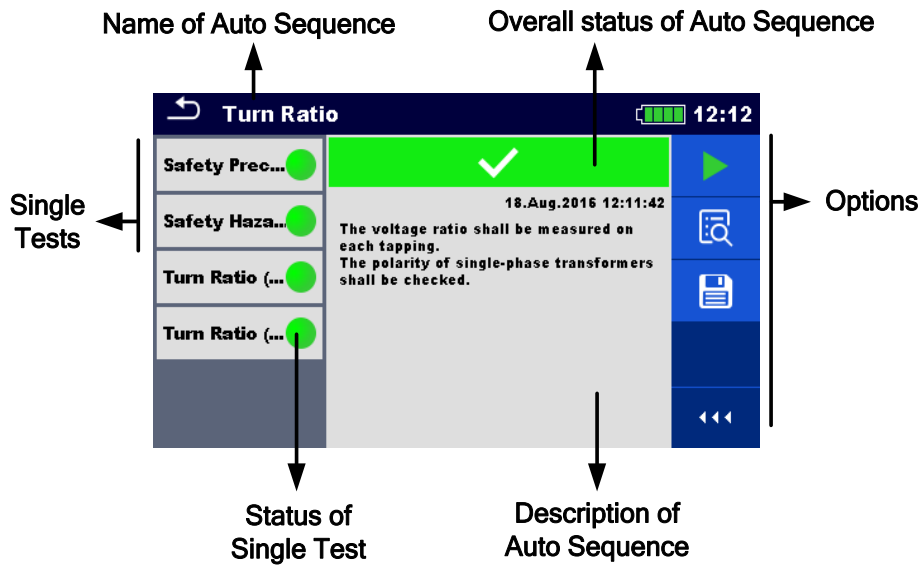 Name of Auto Sequence
Overall status of Auto Sequence
Turn Ratio
12:12
Safety Prec...
Safety Haza...
Turn Ratio (...
Turn Ratio (...
18.Aug.2016 12:11:42
The voltage ratio shall be measured on
each tapping.
The polarity of single-phase transformers
shall be checked.
Single
Tests
Options
Status of
Single Test
Description of
Auto Sequence